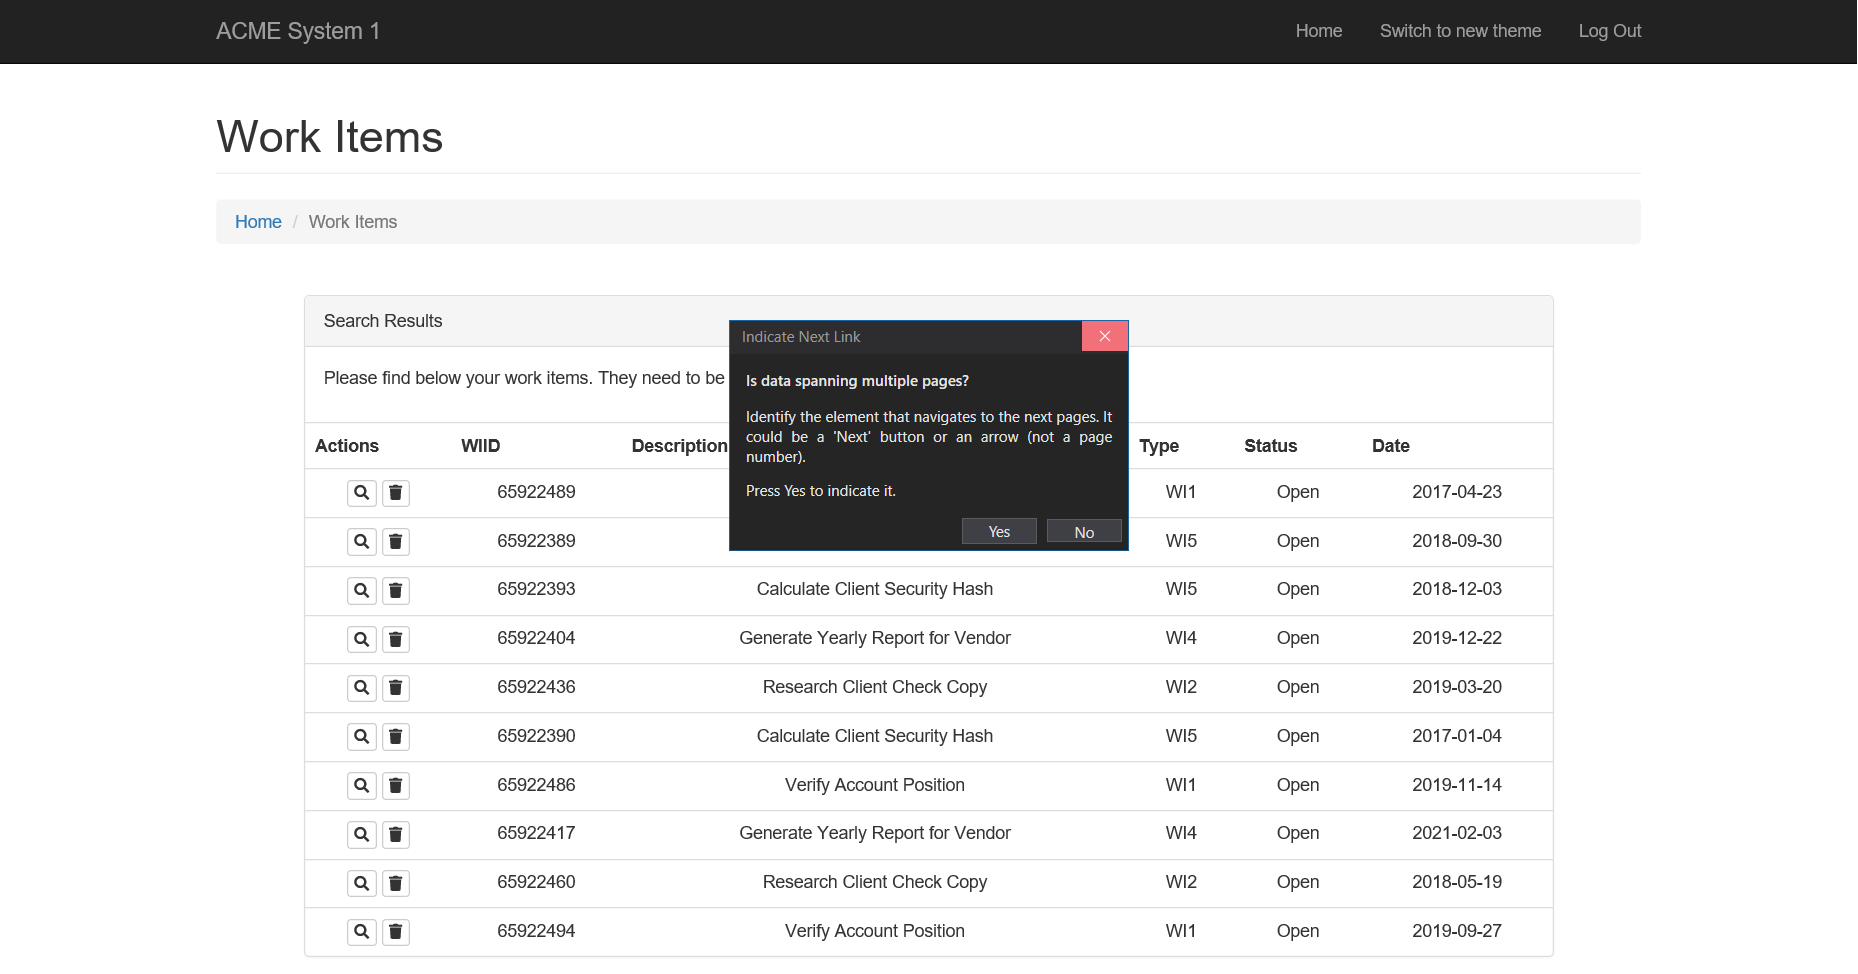 ACME System 1 Home Switch to new theme Log Out
Work Items
Home / Work Items
Search Results
Please find below your work items. They need to be
Indicate Next Link
Is data spanning multiple pages?
Identify the element that navigates to the next pages. It
could be a 'Next' button or an arrow (not a page
number).
Press Yes to indicate it.
Yes No
Actions WIID Description Type Status Date
65922489 WI1 Open 2017-04-23
65922389 WI5 Open 2018-09-30
65922393 Calculate Client Security Hash WI5 Open 2018-12-03
65922404 Generate Yearly Report for Vendor WI4 Open 2019-12-22
65922436 Research Client Check Copy WI2 Open 2019-03-20
65922390 Calculate Client Security Hash WI5 Open 2017-01-04
65922486 Verify Account Position WI1 Open 2019-11-14
65922417 Generate Yearly Report for Vendor WI4 Open 2021-02-03
65922460 Research Client Check Copy WI2 Open 2018-05-19
65922494 Verify Account Position WI1 Open 2019-09-27